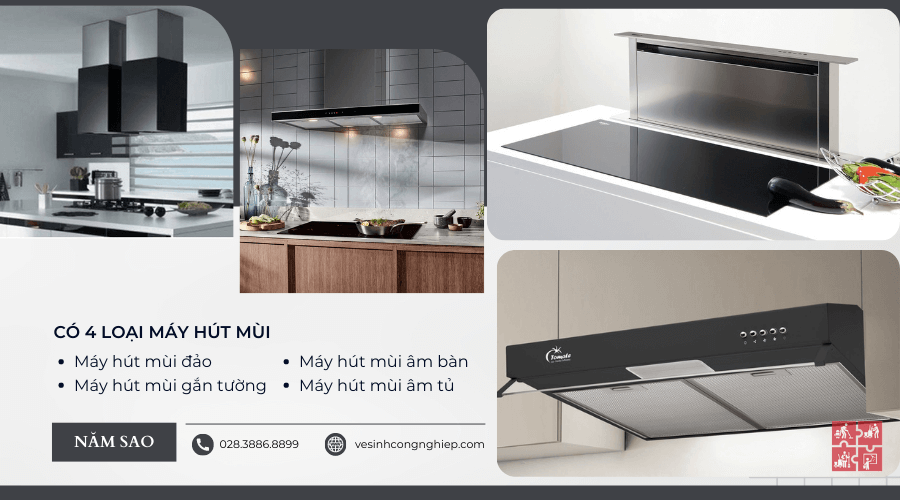 CÓ 4 LOẠI MÁY HÚT MÙI
Máy hút mùi đảo
Máy hút mùi gắn tường
Máy hút mùi âm bàn
Máy hút mùi âm tủ
NĂM SAO
028.3886.8899
vesinhcongnghiep.com
Tomate